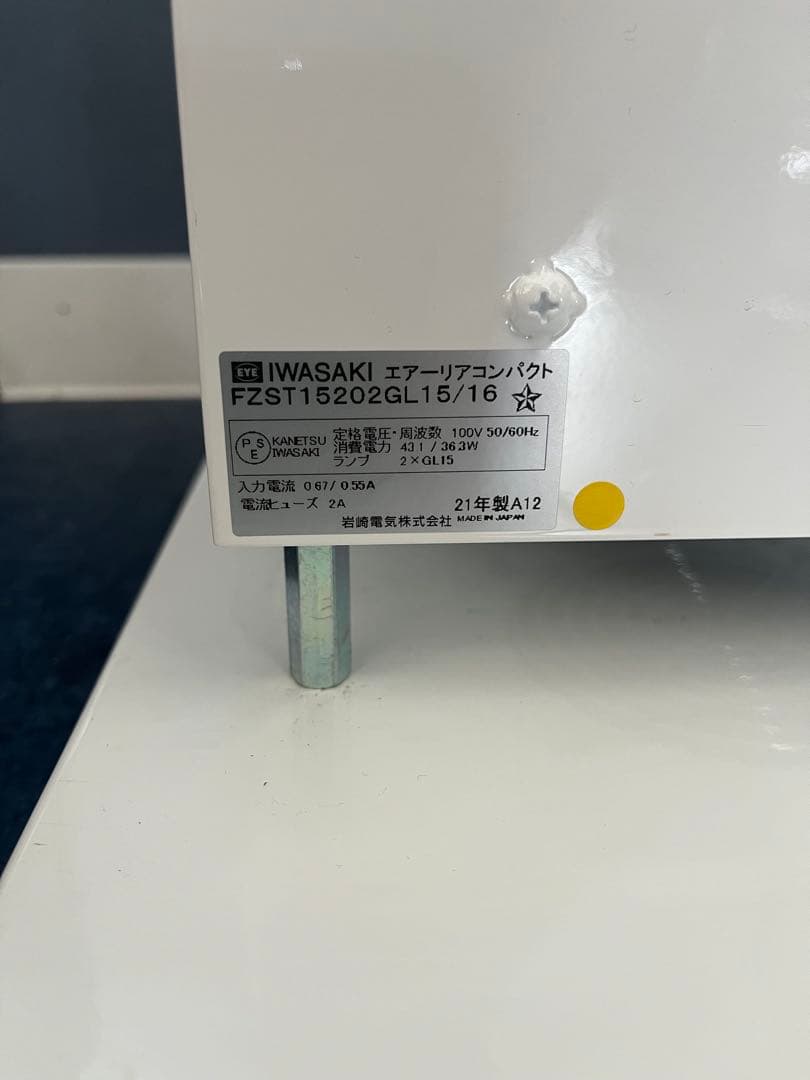 EYE IWASAKI エアーリアコンパクト
FZST15202GL15/16
PSE KANETSU IWASAKI
定格電圧・周波数 100V 50/60Hz
消費電力 43.1 / 36.3W
ランプ 2×GL15
入力電流 0.67/ 0.55A
電流ヒューズ 2A
21年製A12
岩崎電気株式会社 MADE IN JAPAN